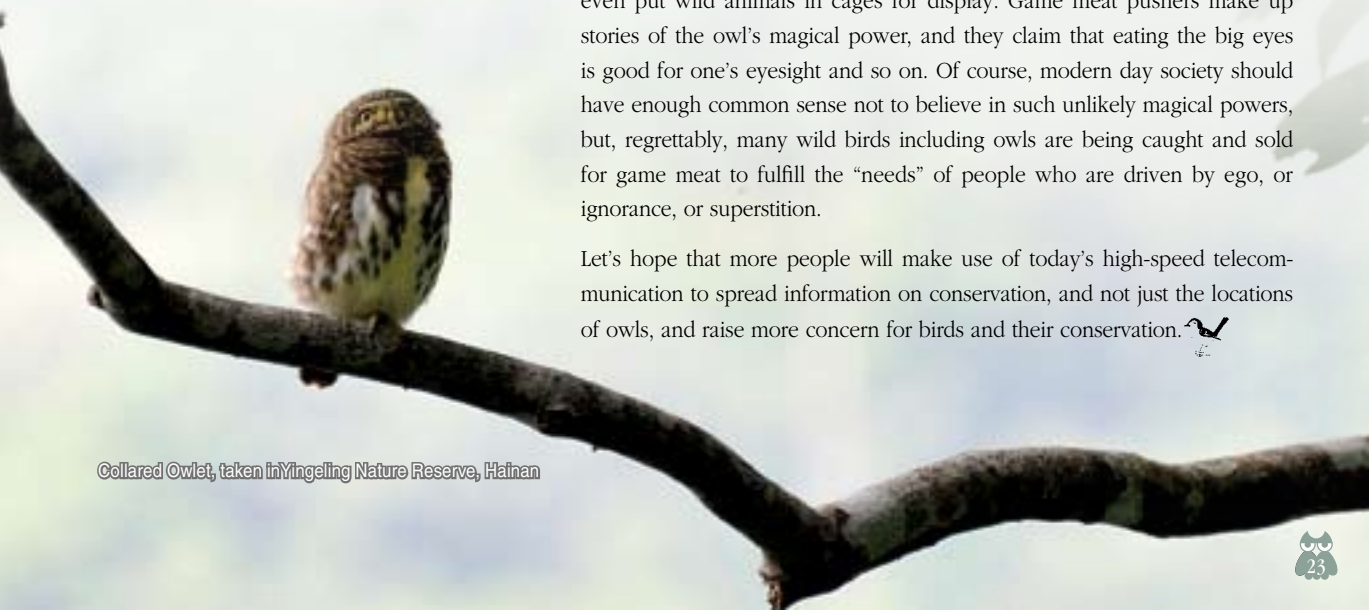 even put wild animals in cages for display. Game meat pushers make up
stories of the owl's magical power, and they claim that eating the big eyes
is good for one's eyesight and so on. Of course, modern day society should
have enough common sense not to believe in such unlikely magical powers,
but, regrettably, many wild birds including owls are being caught and sold
for game meat to fulfill the “needs” of people who are driven by ego, or
ignorance, or superstition.
Let's hope that more people will make use of today's high-speed telecom-
munication to spread information on conservation, and not just the locations
of owls, and raise more concern for birds and their conservation.
Collared Owlet, taken inYingeling Nature Reserve, Hainan
23